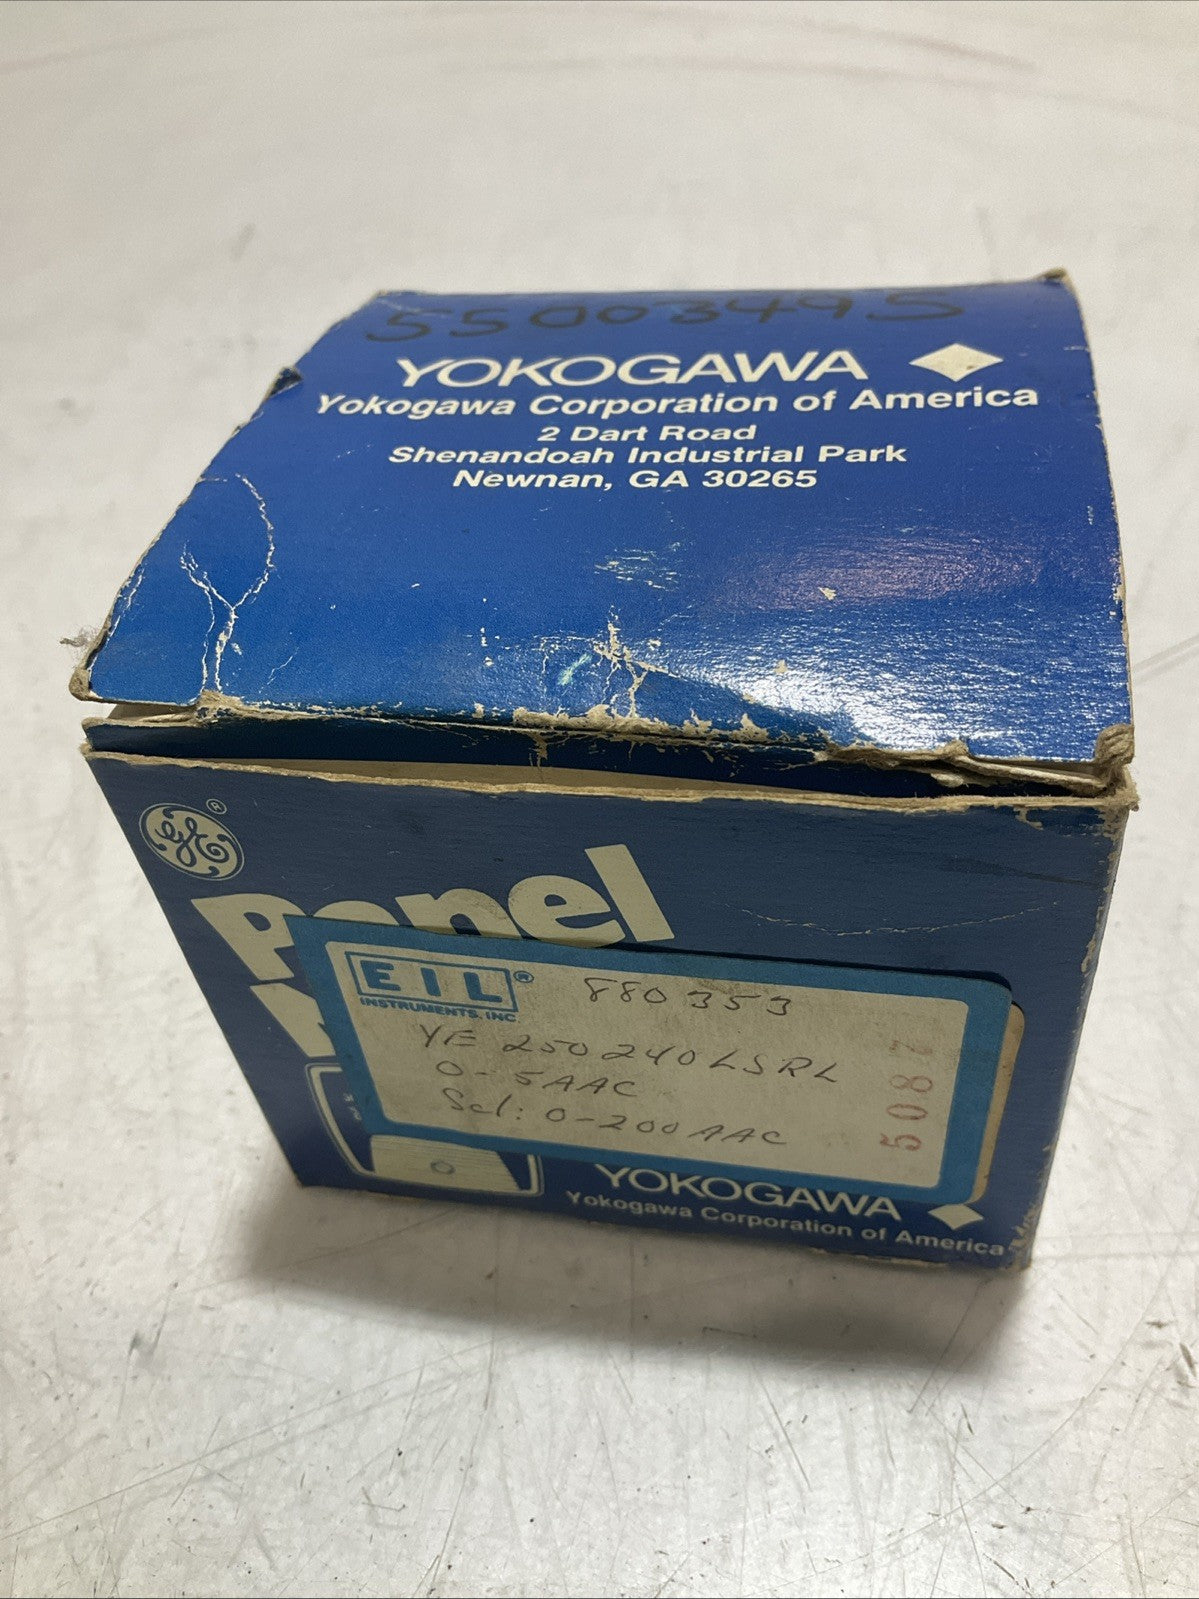 55003495
YOKOGAWA
Yokogawa Corporation of America
2 Dart Road
Shenandoah Industrial Park
Newnan, GA 30265
GE ®
Panel
EIL ®
INSTRUMENTS, INC
880353
YE 250240LSRL
0-5AAC
Scl: 0-200AAC
5087
YOKOGAWA
Yokogawa Corporation of America